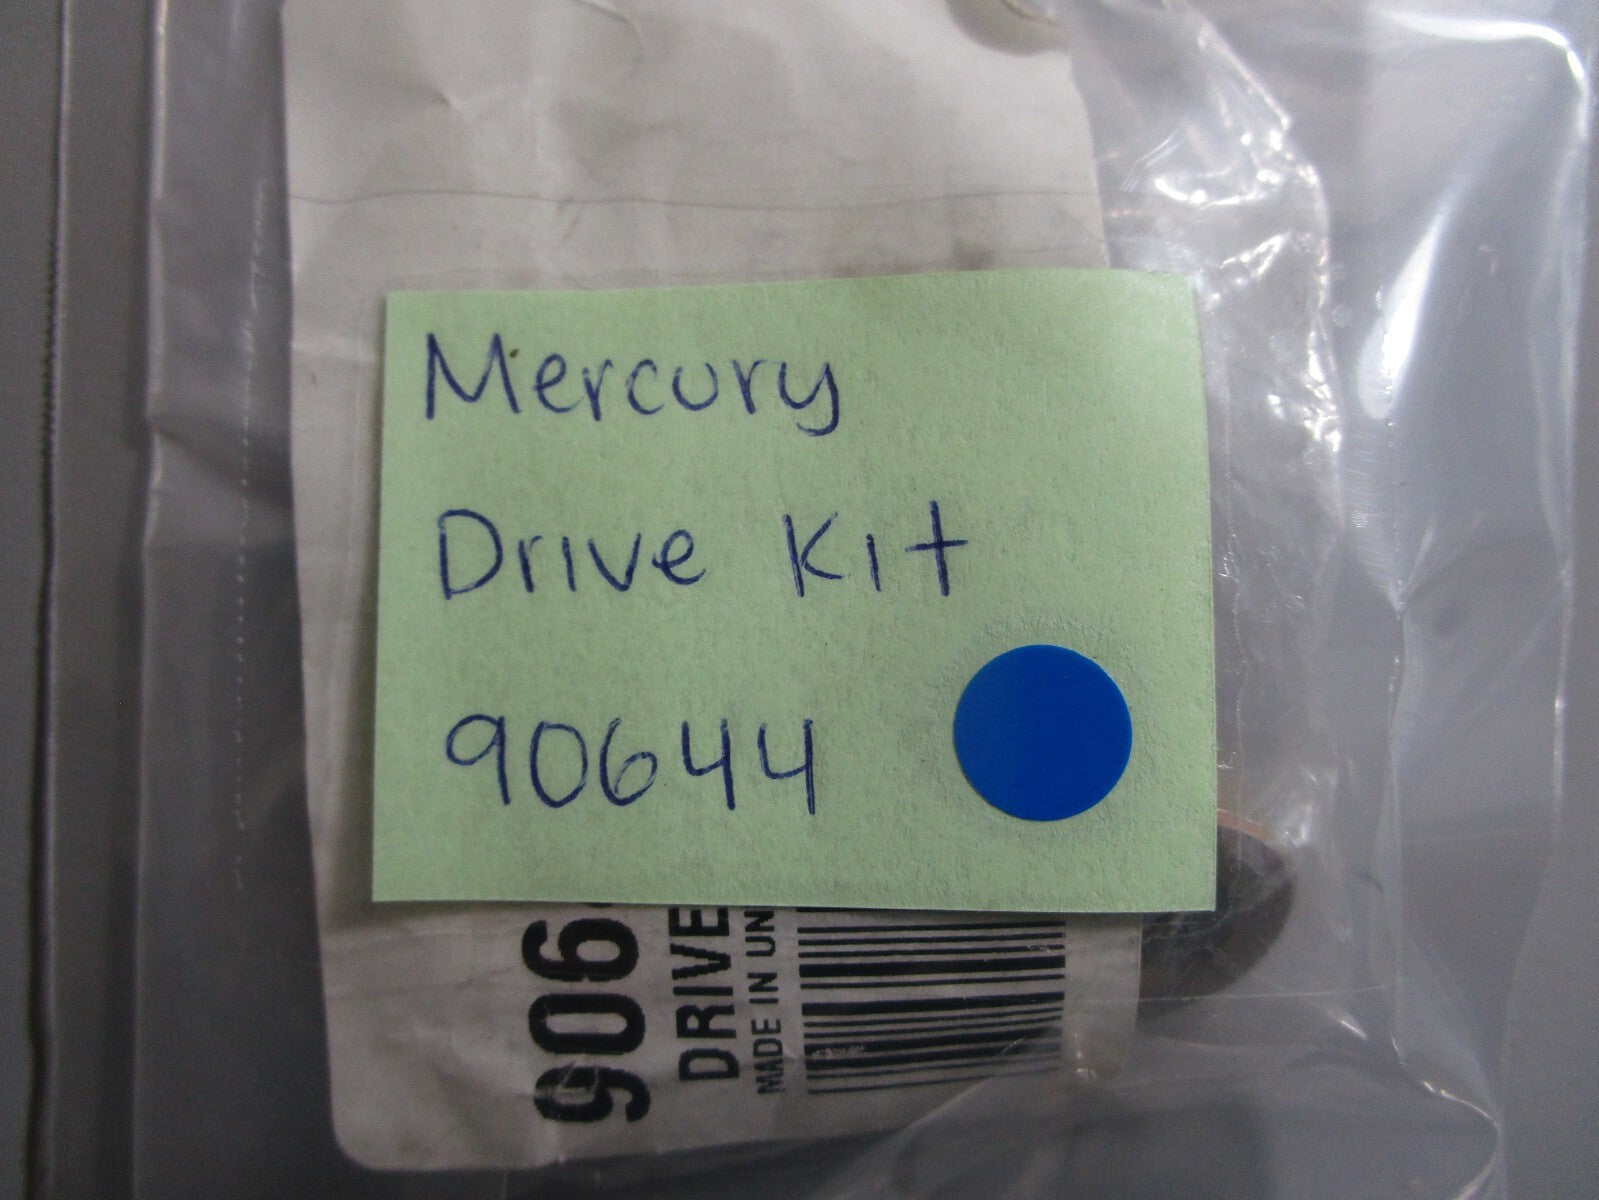 Mercury
Drive Kit
90644
906
DRIVE
MADE IN UN